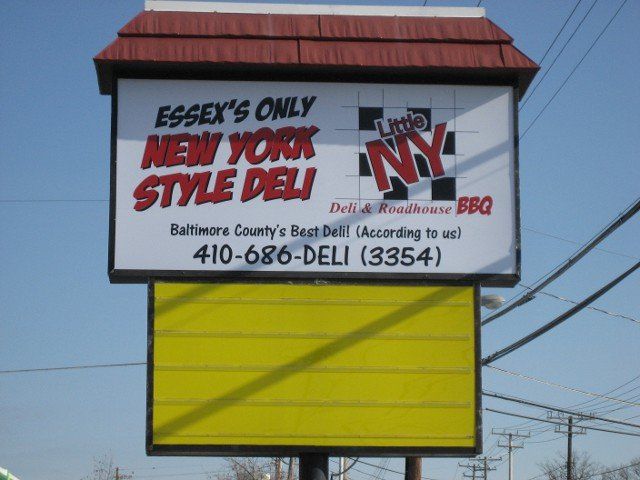 ESSEX'S ONLY
NEW YORK
STYLE DELI
Little
NY
Deli & Roadhouse BBQ
Baltimore County's Best Deli! (According to us)
410-686-DELI (3354)